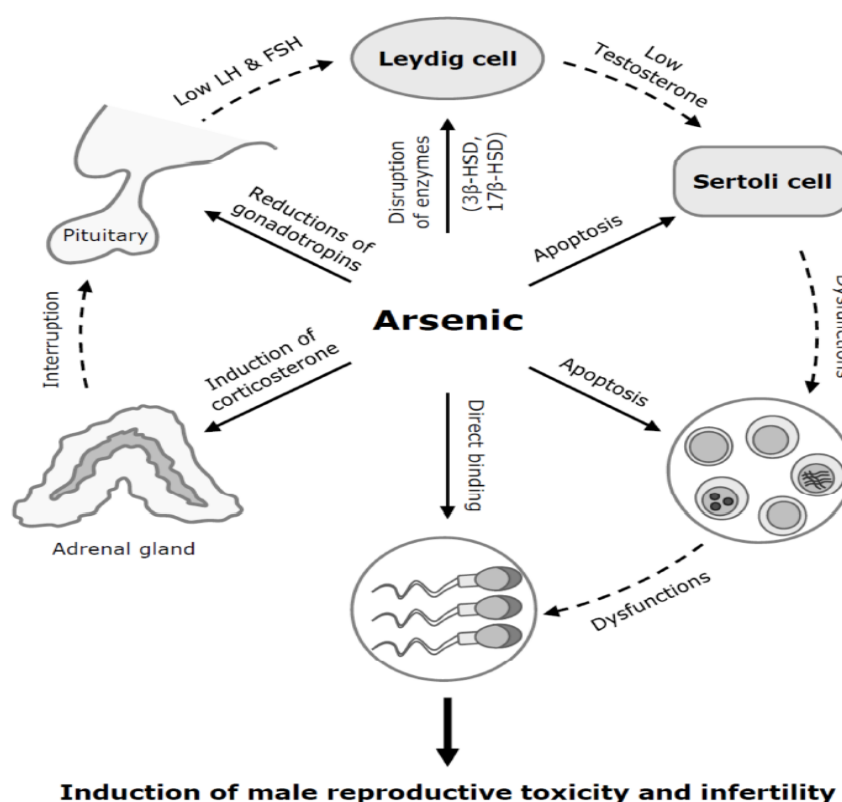 Leydig cell
Low LH & FSH
Low
Testosterone
Disruption
of enzymes
(3β-HSD,
17β-HSD)
Sertoli cell
Pituitary
Reductions of
gonadotropins
Apoptosis
Arsenic
Interruption
Dysfunctions
Induction of
corticosterone
Apoptosis
Direct binding
Adrenal gland
Dysfunctions
Induction of male reproductive toxicity and infertility